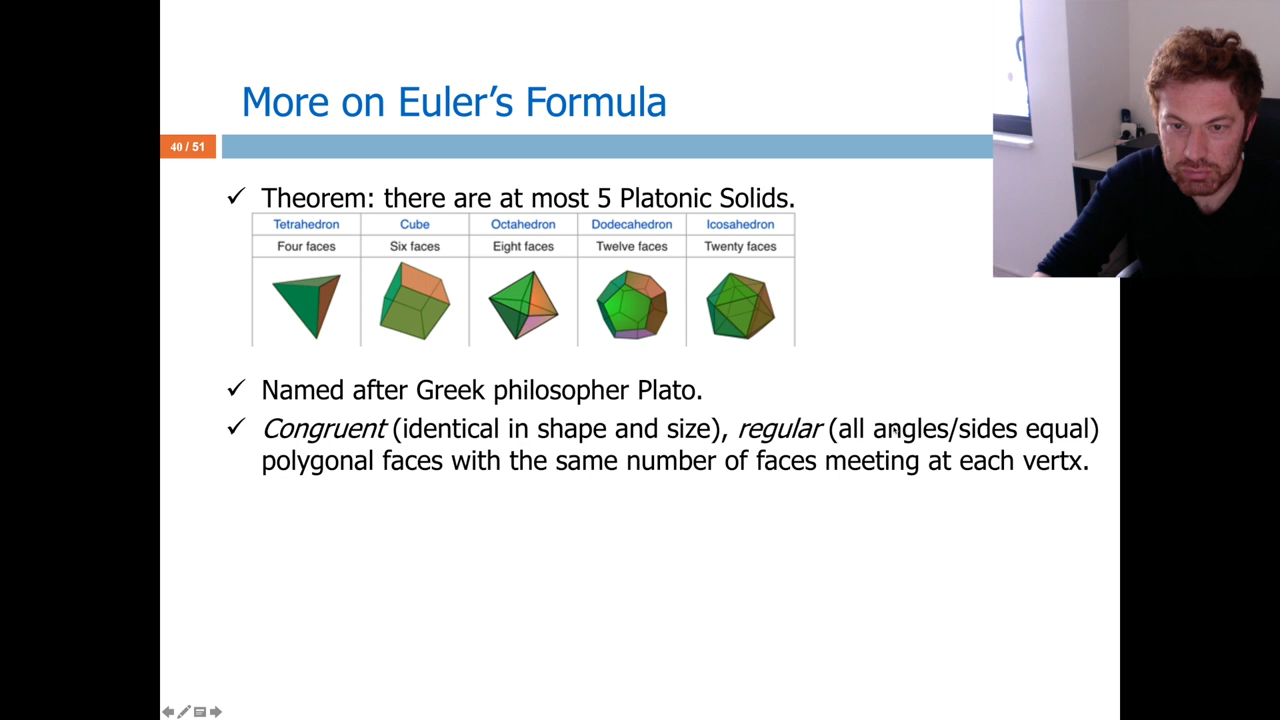 More on Euler’s Formula
40 / 51
✓ Theorem: there are at most 5 Platonic Solids.
Tetrahedron Cube Octahedron Dodecahedron Icosahedron
Four faces Six faces Eight faces Twelve faces Twenty faces
✓ Named after Greek philosopher Plato.
✓ Congruent (identical in shape and size), regular (all angles/sides equal)
polygonal faces with the same number of faces meeting at each vertx.